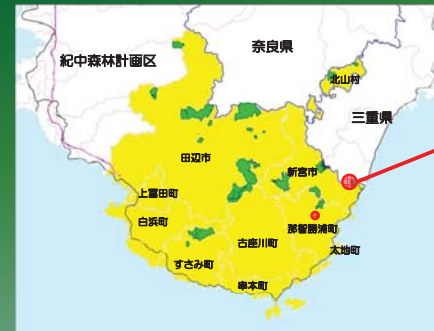 奈良県
紀中森林計画区
北山村
三重県
田辺市
新宮市
上富田町
白浜町
那智勝浦町
古座川町
太地町
すさみ町
串本町